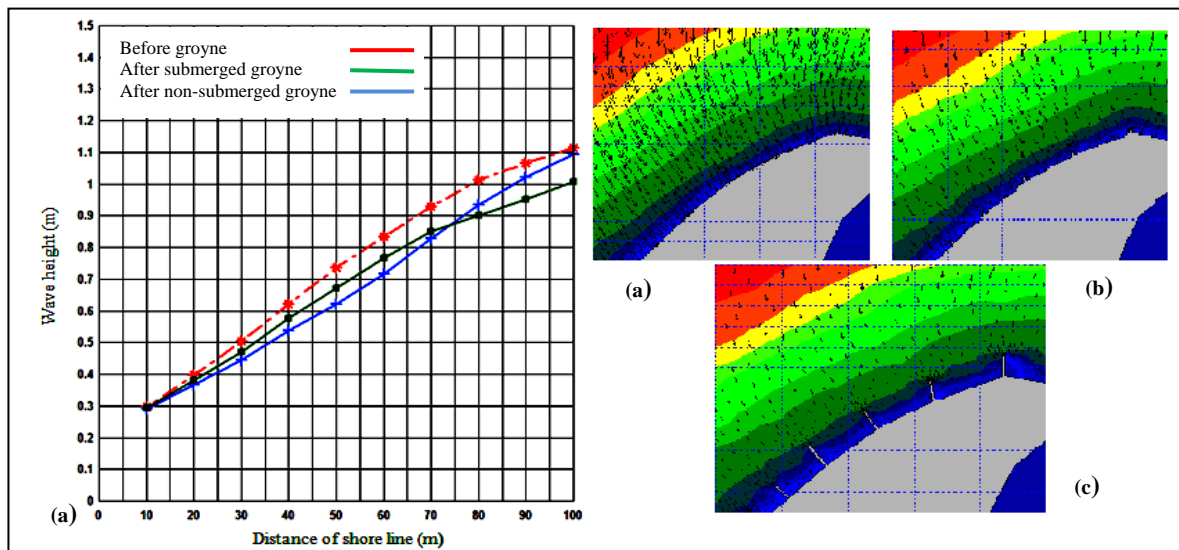 1.5
1.4
1.3
1.2
1.1
1
0.9
0.8
0.7
0.6
0.5
0.4
0.3
0.2
0.1
0
Wave height (m)
Before groyne
After submerged groyne
After non-submerged groyne
0 10 20 30 40 50 60 70 80 90 100
Distance of shore line (m)
(a)
(a)
(b)
(c)